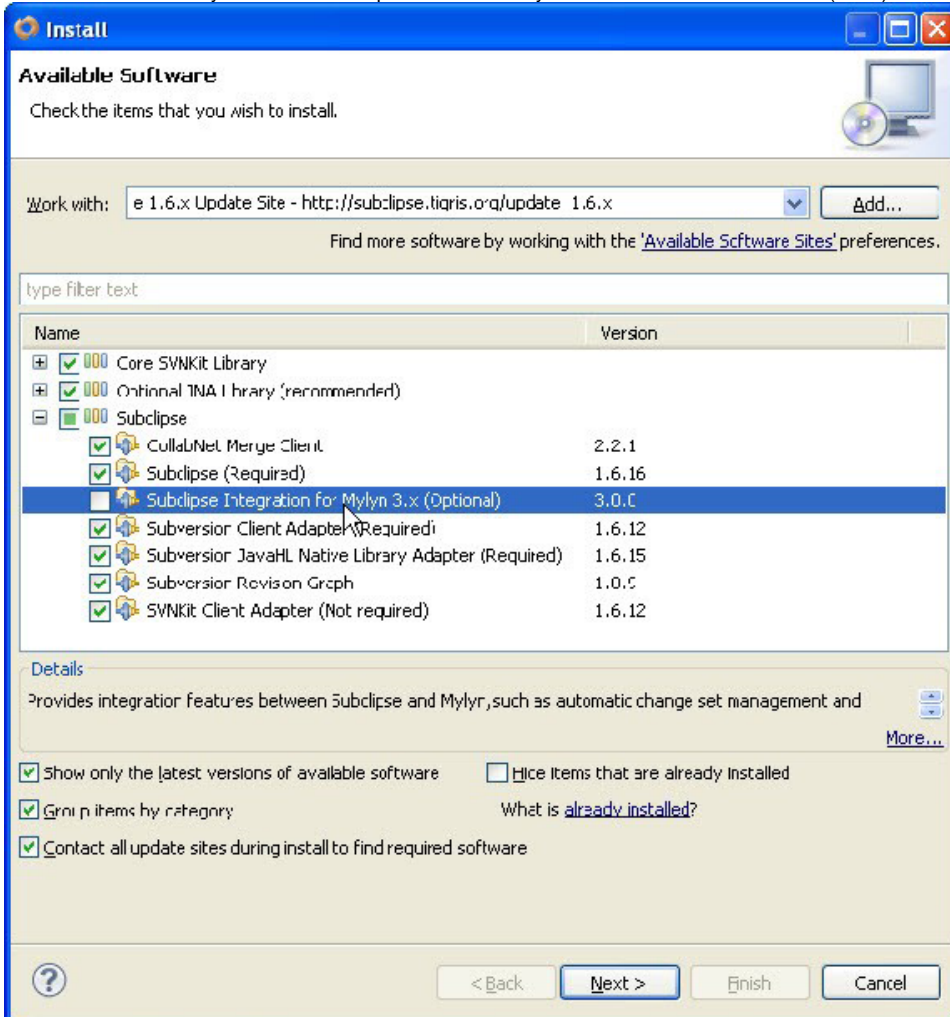 Install
Available Software
Check the items that you wish to install.
Work with: e 1.6.x Update Site - http://subclipse.tigris.org/update_1.6.x Add...
Find more software by working with the 'Available Software Sites' preferences.
type filter text
Name Version
Core SVNKit Library
Optional JNA Library (recommended)
Subclipse
CollabNet Merge Client 2.2.1
Subclipse (Required) 1.6.16
Subclipse Integration for Mylyn 3.x (Optional) 3.0.0
Subversion Client Adapter (Required) 1.6.12
Subversion JavaHL Native Library Adapter (Required) 1.6.15
Subversion Revision Graph 1.0.9
SVNKit Client Adapter (Not required) 1.6.12
Details
Provides integration features between Subclipse and Mylyn, such as automatic change set management and
More...
Show only the latest versions of available software Hide items that are already installed
Group items by category What is already installed?
Contact all update sites during install to find required software
< Back Next > Finish Cancel